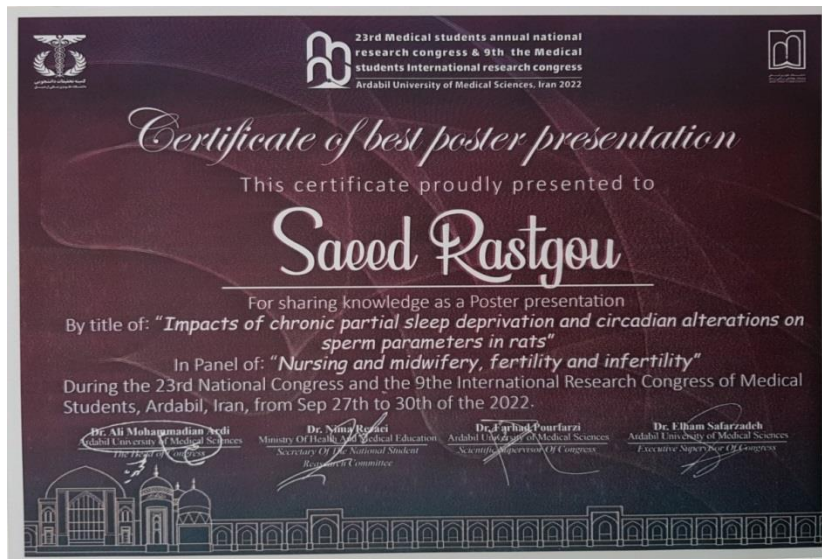 23rd Medical students annual national
research congress & 9th the Medical
students International research congress
Ardabil University of Medical Sciences, Iran 2022
Certificate of best poster presentation
This certificate proudly presented to
Saeed Rastgou
For sharing knowledge as a Poster presentation
By title of: "Impacts of chronic partial sleep deprivation and circadian alterations on
sperm parameters in rats"
In Panel of: "Nursing and midwifery, fertility and infertility"
During the 23rd National Congress and the 9the International Research Congress of Medical
Students, Ardabil, Iran, from Sep 27th to 30th of the 2022.
Dr. Ali Mohammadian Ardi
Ardabil University of Medical Sciences
The Head of Congress
Dr. Nima Rezaei
Ministry Of Health And Medical Education
Secretary Of The National Student
Committee
Dr. Farhad Pourfarzi
Ardabil University of Medical Sciences
Scientific Supervisor Of Congress
Dr. Elham Safarzadeh
Ardabil University of Medical Sciences
Executive Supervisor Of Congress